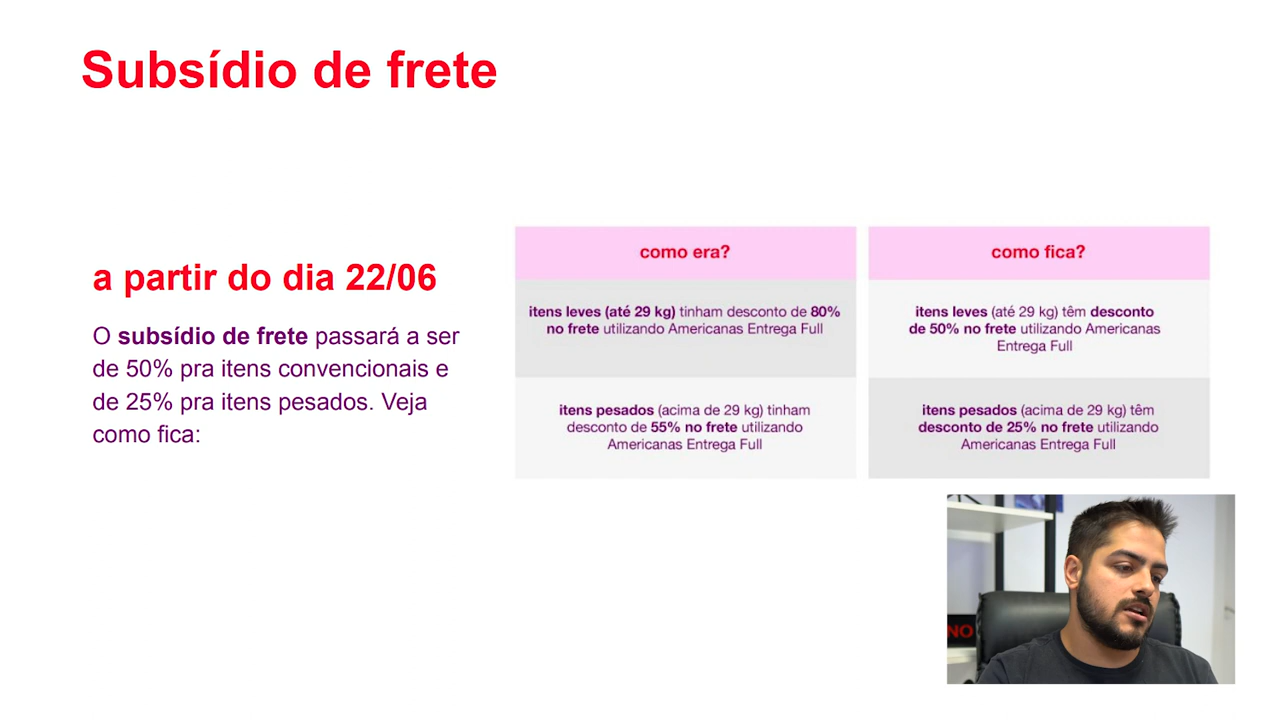 Subsídio de frete
a partir do dia 22/06
O subsídio de frete passará a ser
de 50% pra itens convencionais e
de 25% pra itens pesados. Veja
como fica:
como era?
itens leves (até 29 kg) tinham desconto de 80%
no frete utilizando Americanas Entrega Full
itens pesados (acima de 29 kg) tinham
desconto de 55% no frete utilizando
Americanas Entrega Full
como fica?
itens leves (até 29 kg) têm desconto
de 50% no frete utilizando Americanas
Entrega Full
itens pesados (acima de 29 kg) têm
desconto de 25% no frete utilizando
Americanas Entrega Full
NO